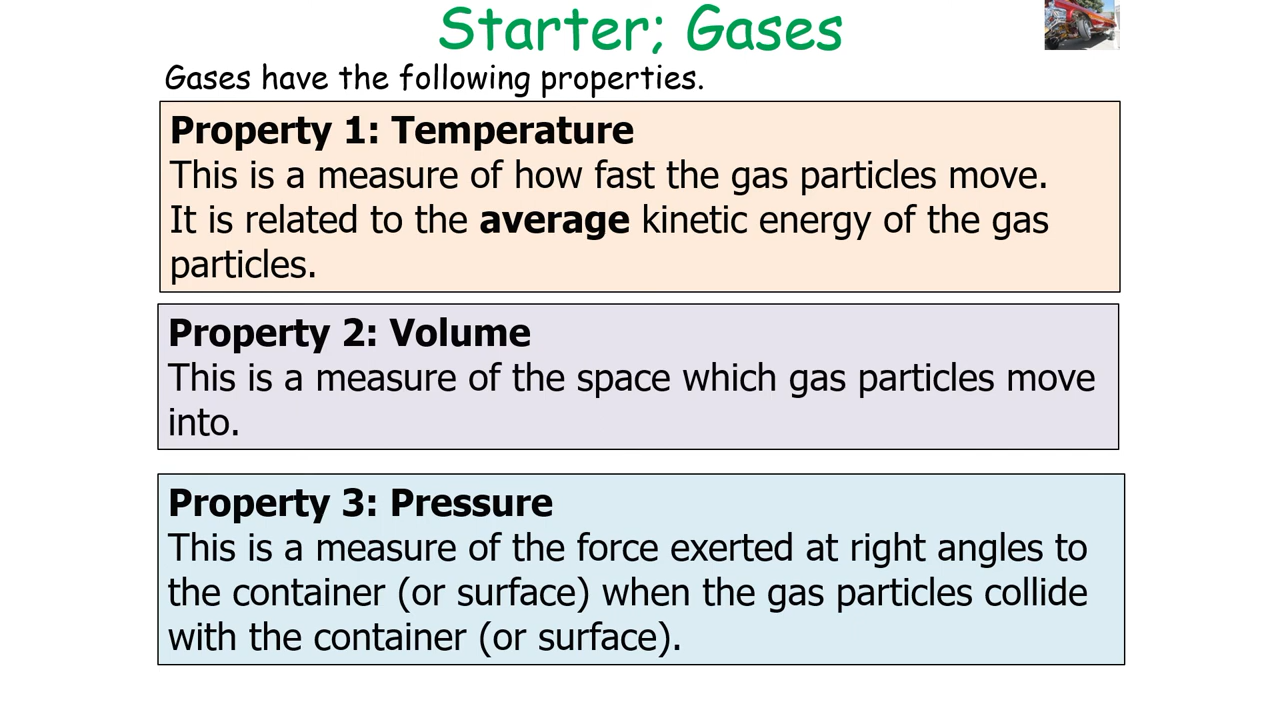 Starter; Gases
Gases have the following properties.
Property 1: Temperature
This is a measure of how fast the gas particles move.
It is related to the average kinetic energy of the gas
particles.
Property 2: Volume
This is a measure of the space which gas particles move
into.
Property 3: Pressure
This is a measure of the force exerted at right angles to
the container (or surface) when the gas particles collide
with the container (or surface).